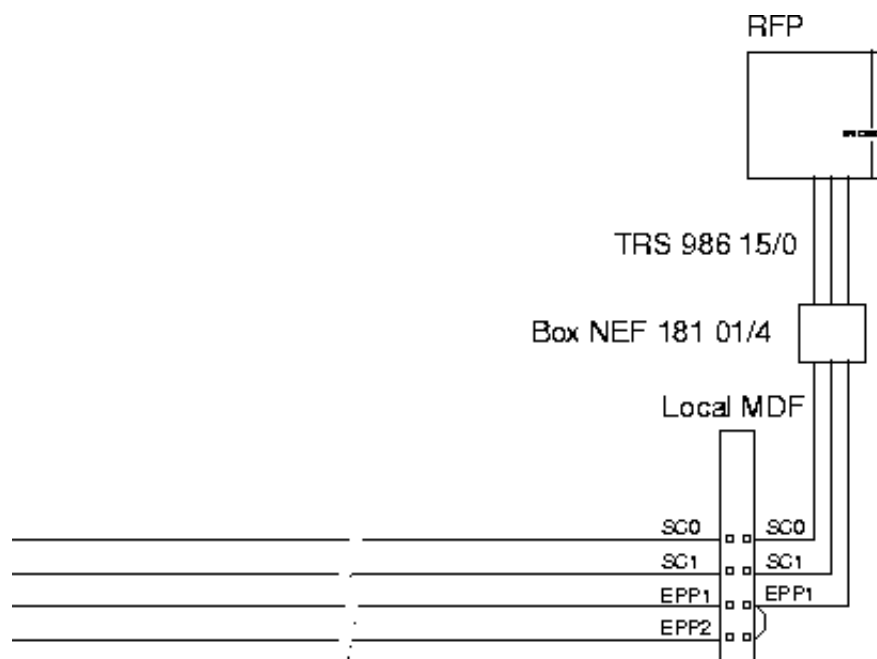 RFP
TRS 986 15/0
Box NEF 181 01/4
Local MDF
SC0 SC0
SC1 SC1
EPP1 EPP1
EPP2